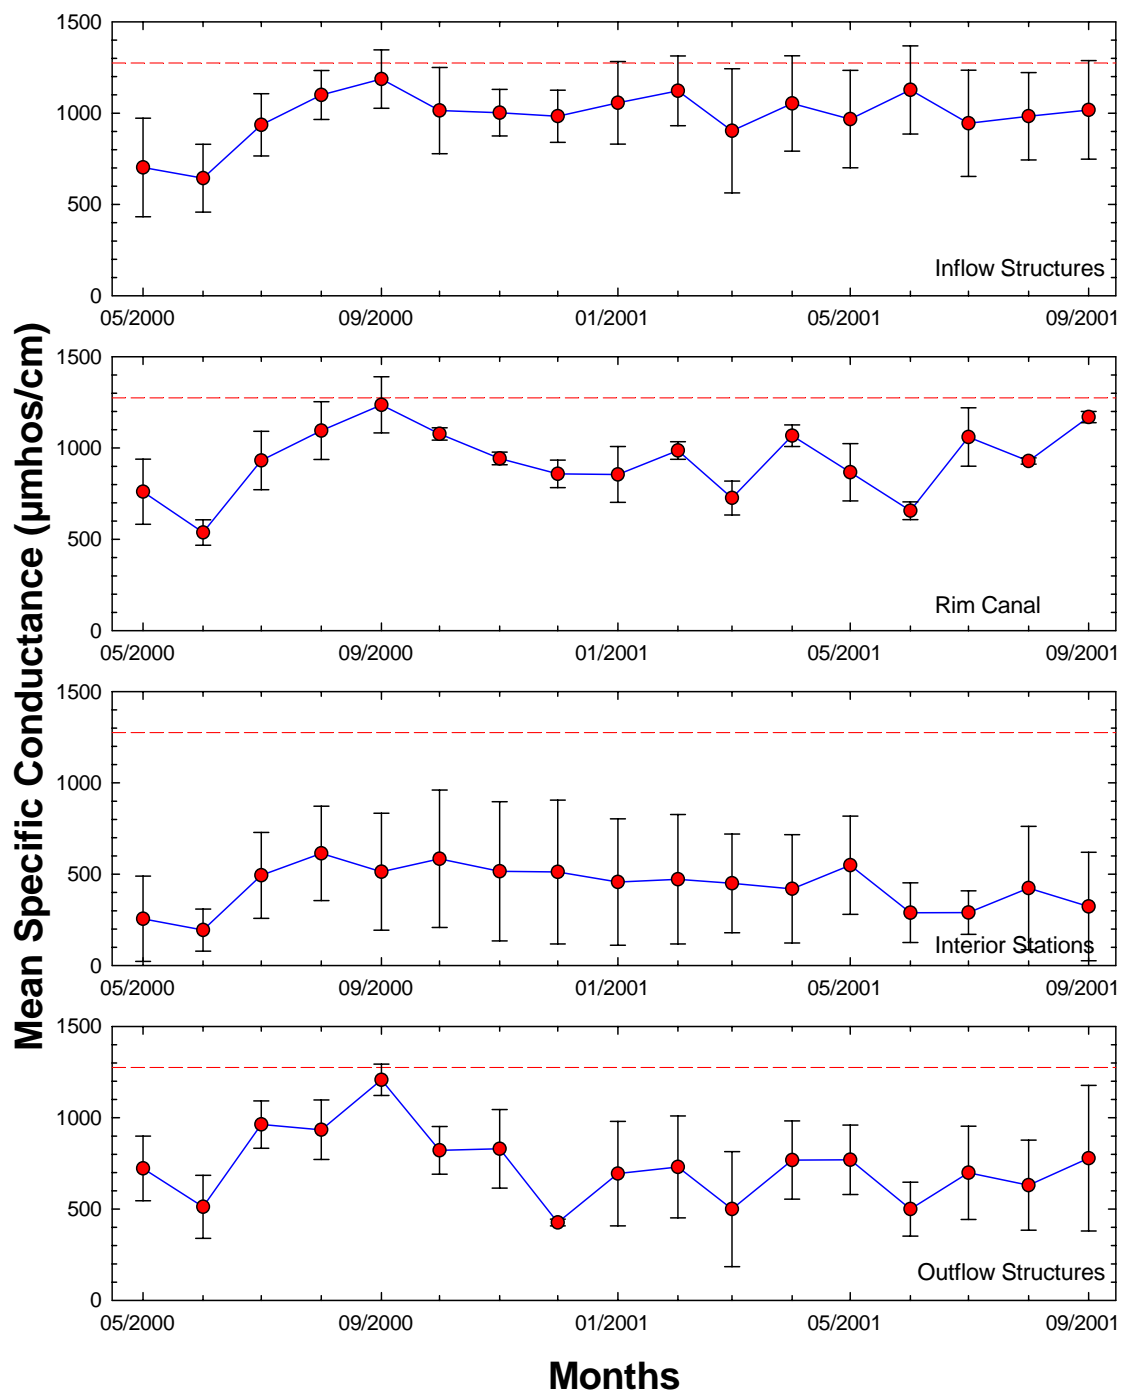 Mean Specific Conductance (µmhos/cm)
1500
1000
500
0
Inflow Structures
05/2000 09/2000 01/2001 05/2001 09/2001
1500
1000
500
0
Rim Canal
05/2000 09/2000 01/2001 05/2001 09/2001
1500
1000
500
0
Interior Stations
05/2000 09/2000 01/2001 05/2001 09/2001
1500
1000
500
0
Outflow Structures
05/2000 09/2000 01/2001 05/2001 09/2001
Months